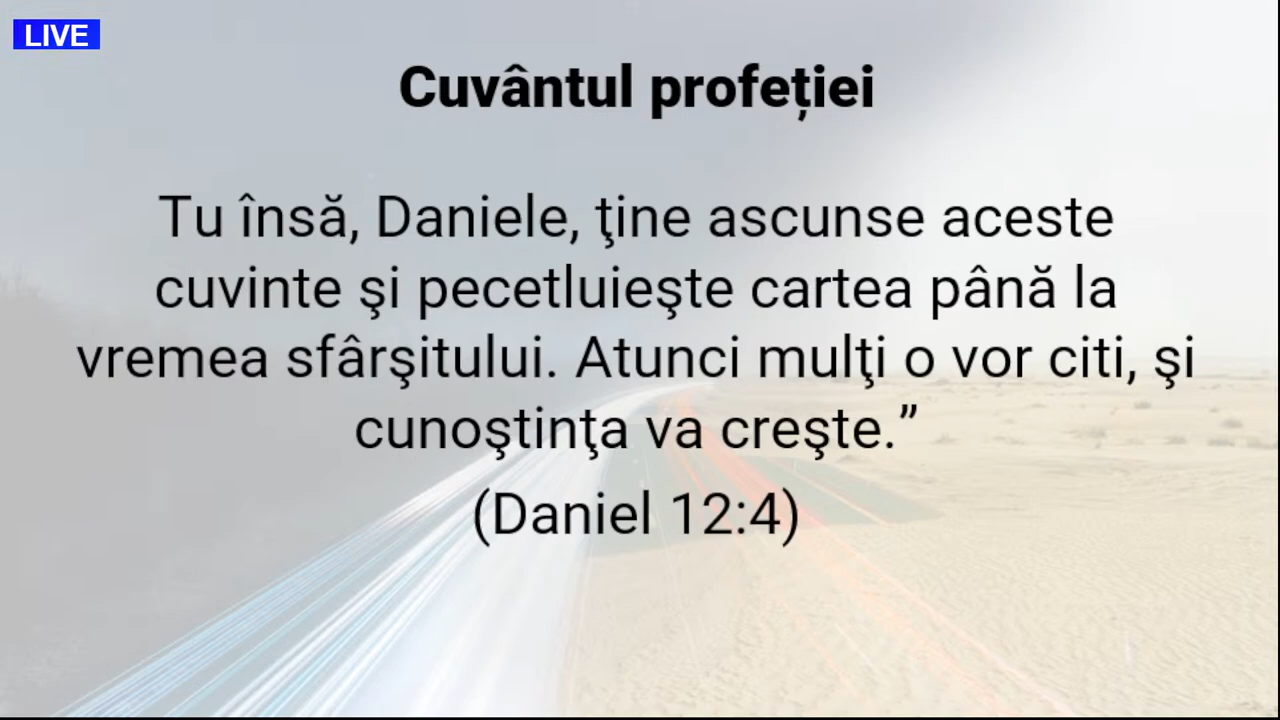 LIVE
Cuvântul profeției
Tu însă, Daniele, ţine ascunse aceste
cuvinte şi pecetluieşte cartea până la
vremea sfârşitului. Atunci mulţi o vor citi, şi
cunoştinţa va creşte.”
(Daniel 12:4)